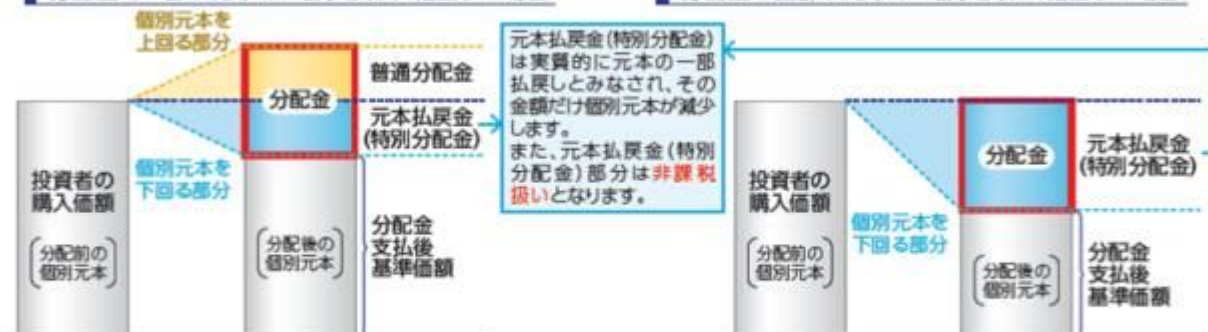 個別元本を
上回る部分
分配金
普通分配金
元本払戻金
(特別分配金)
投資者の
購入価額
(分配前の
個別元本)
個別元本を
下回る部分
(分配後の
個別元本)
分配金
支払後
基準価額
元本払戻金(特別分配金)
は実質的に元本の一部
払戻しとみなされ、その
金額だけ個別元本が減少
します。
また、元本払戻金(特別
分配金)部分は非課税
扱いとなります。
投資者の
購入価額
(分配前の
個別元本)
個別元本を
下回る部分
分配金
元本払戻金
(特別分配金)
(分配後の
個別元本)
分配金
支払後
基準価額